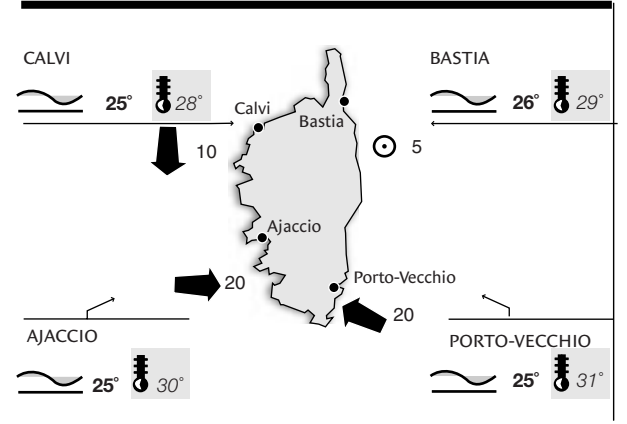 CALVI
25° 28°
BASTIA
26° 29°
Calvi
Bastia
10
5
Ajaccio
20
Porto-Vecchio
20
AJACCIO
25° 30°
PORTO-VECCHIO
25° 31°